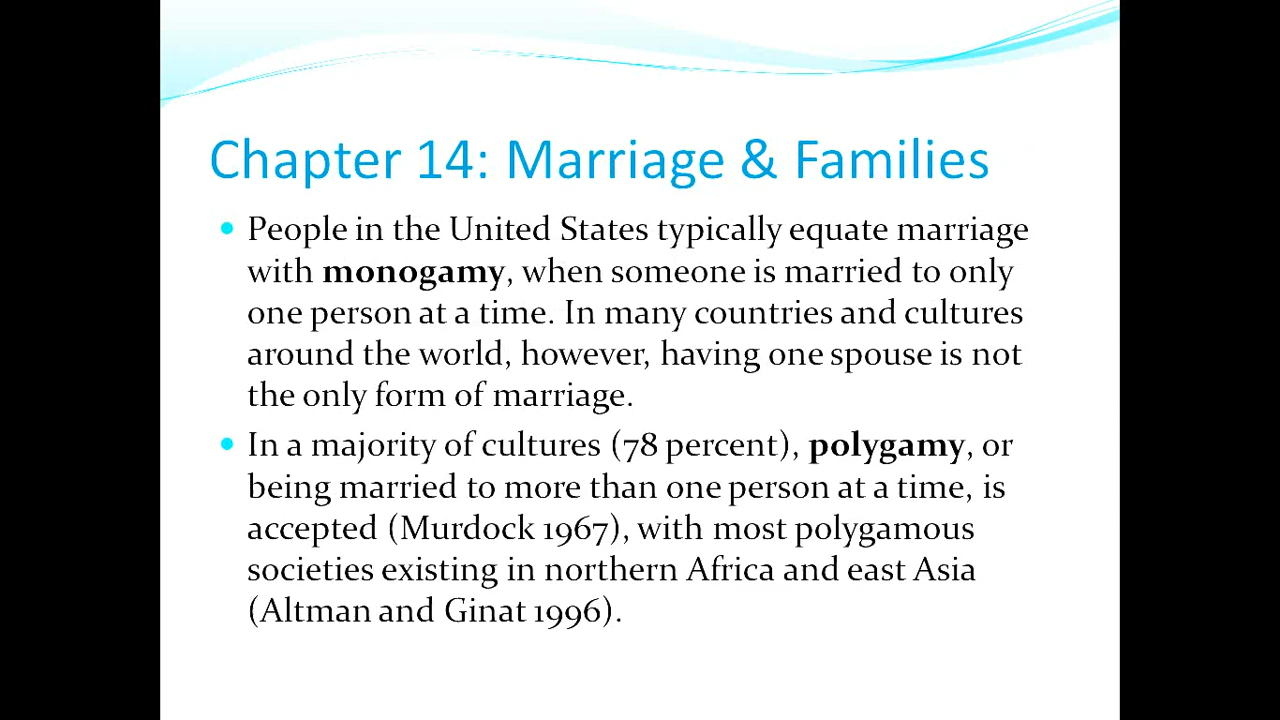 Chapter 14: Marriage & Families
People in the United States typically equate marriage
with monogamy, when someone is married to only
one person at a time. In many countries and cultures
around the world, however, having one spouse is not
the only form of marriage.
In a majority of cultures (78 percent), polygamy, or
being married to more than one person at a time, is
accepted (Murdock 1967), with most polygamous
societies existing in northern Africa and east Asia
(Altman and Ginat 1996).